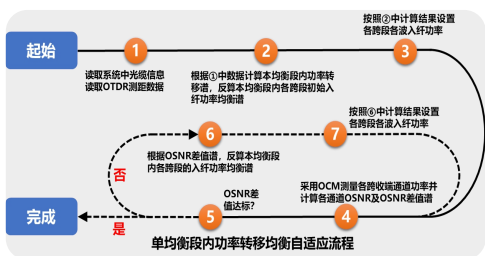 按照②中计算结果设置
各跨段各波入纤功率
起始
1
2
3
读取系统中光缆信息
读取OTDR测距数据
根据①中数据计算本均衡段内功率转
移谱，反算本均衡段内各跨段初始入
纤功率均衡谱
按照⑥中计算结果设置
各跨段各波入纤功率
6
7
根据OSNR差值谱，反算本均衡段
内各跨段的入纤功率均衡谱
否
OSNR差
值达标?
采用OCM测量各跨收端通道功率并
计算各通道OSNR及OSNR差值谱
完成
是
5
4
单均衡段内功率转移均衡自适应流程